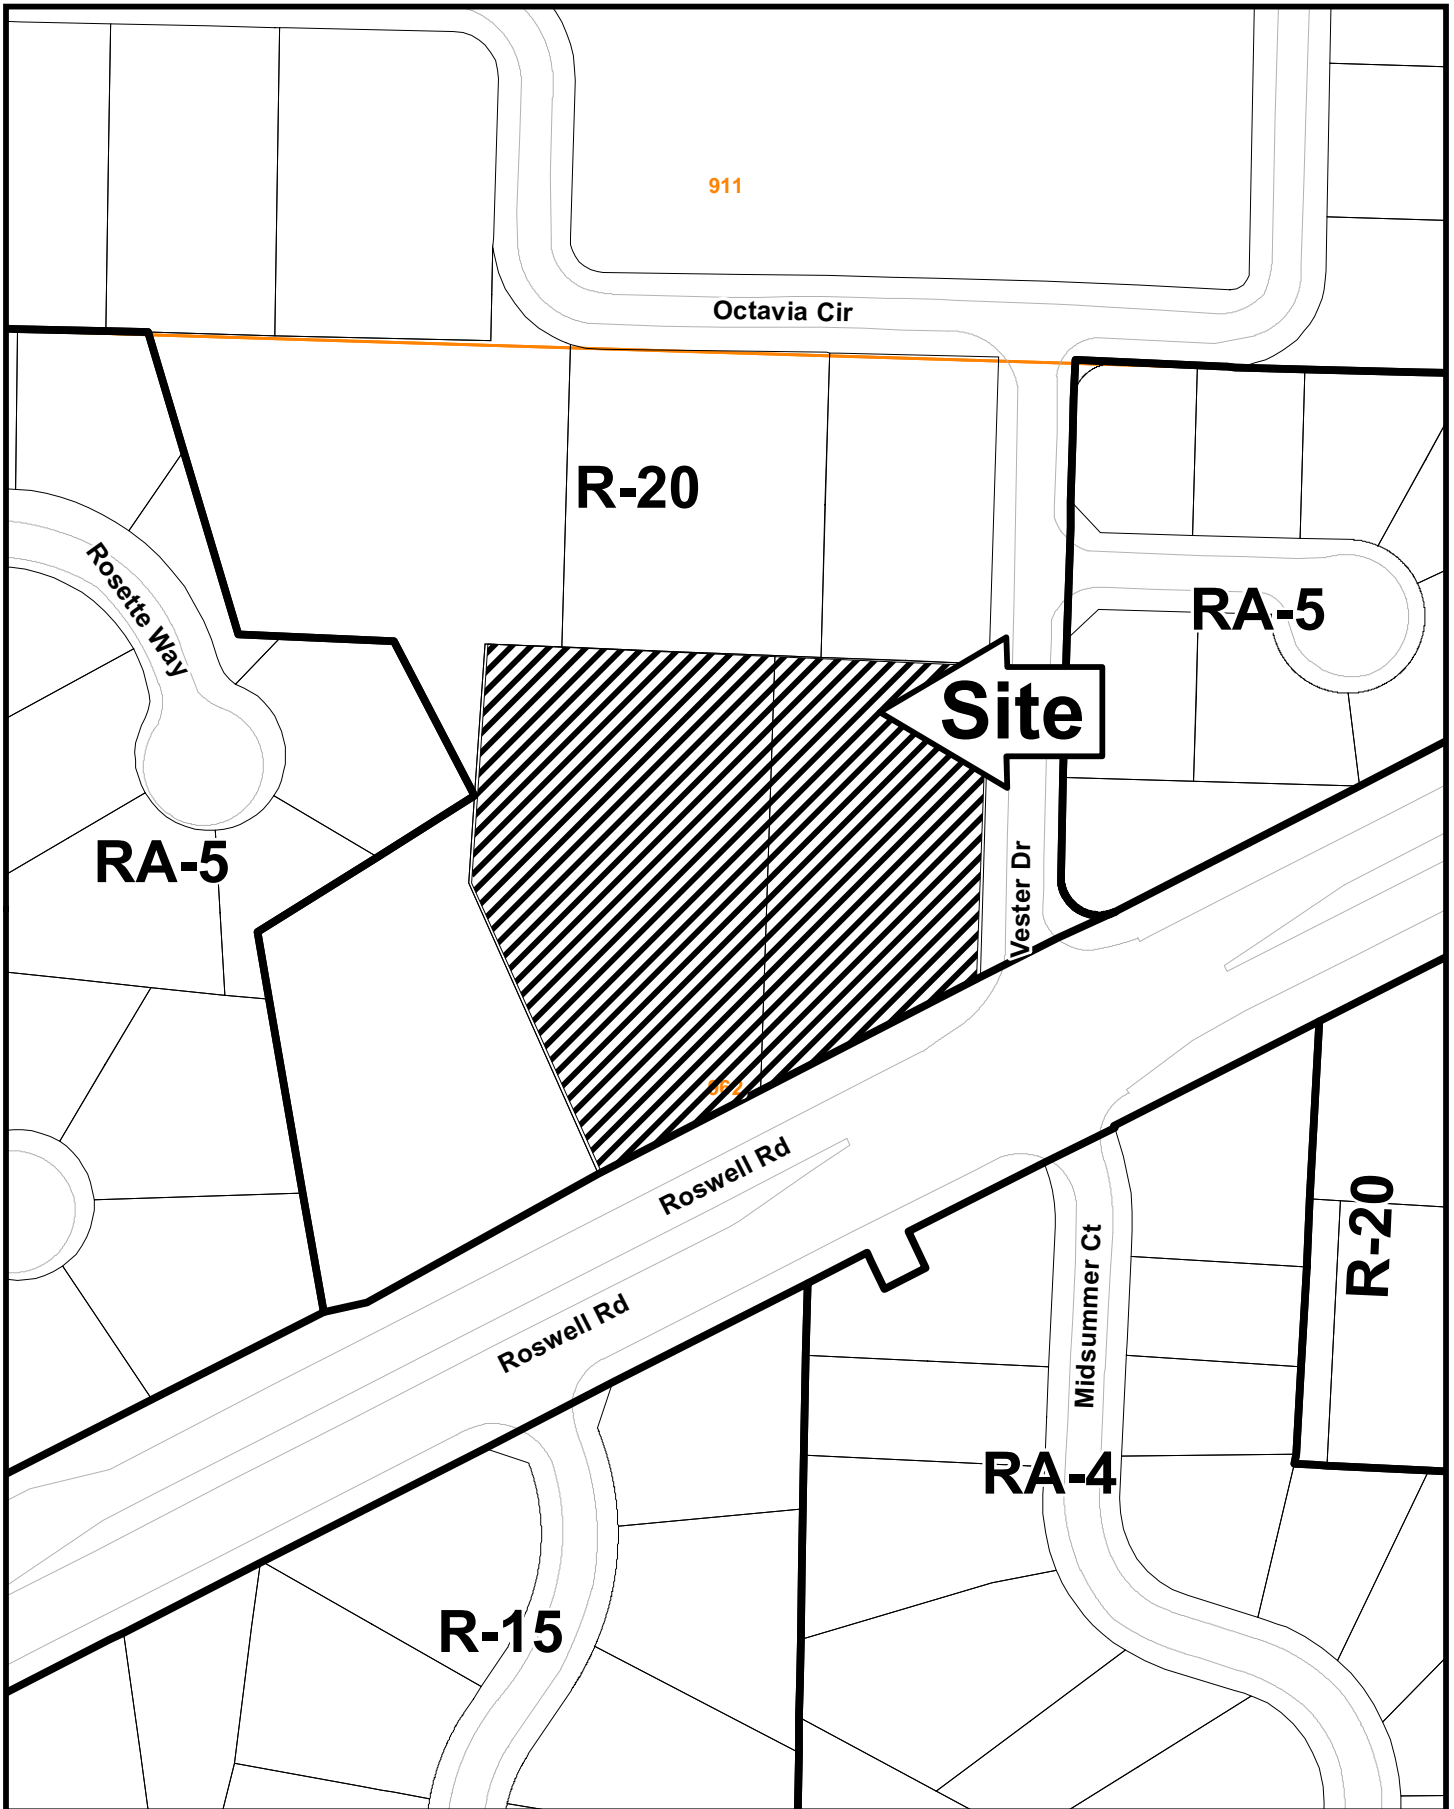 911
Octavia Cir
R-20
Rosette Way
RA-5
Site
RA-5
Vester Dr
962
Roswell Rd
R-20
Midsummer Ct
Roswell Rd
RA-4
R-15